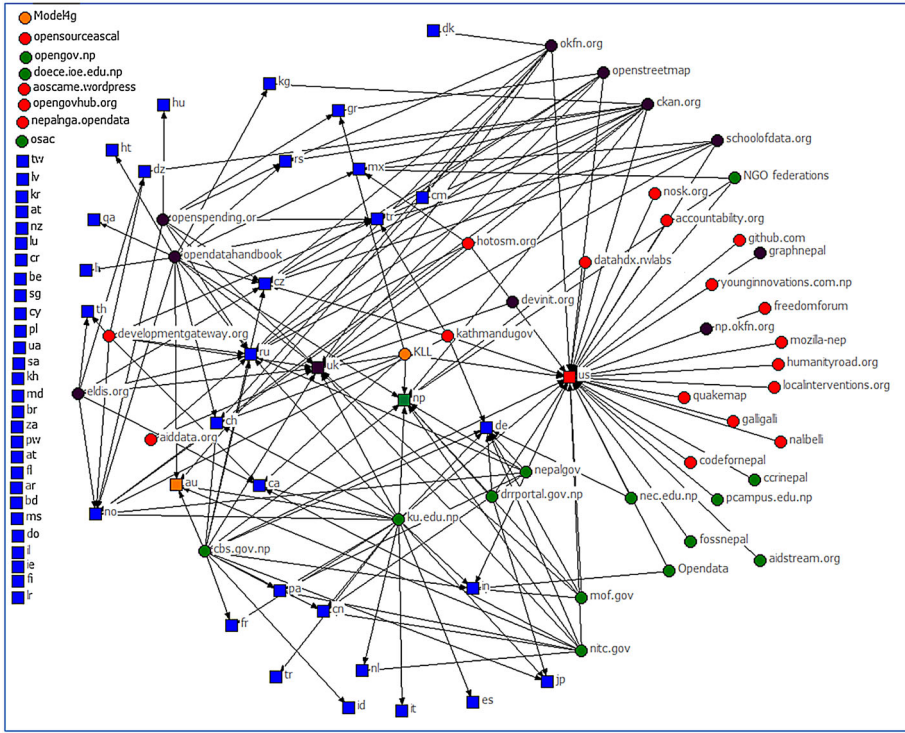 Model4g
opensourceascal
opengov.np
doece.ioe.edu.np
aoscame.wordpress
opengovhub.org
nepalnga.opendata
osac
tw
lv
kr
at
nz
lu
cr
be
sg
cy
pl
ua
sa
kh
md
br
za
pw
at
fl
ar
bd
ms
do
il
ie
fi
lr
dk
okfn.org
openstreetmap
kg
hu
gr
ckan.org
schoolofdata.org
ht
dz
rs
mx
NGO federations
cm
nosk.org
qa
openspending.or
tr
accountabilty.org
hotosm.org
github.com
opendatahandbook
datahdx.rwlabs
graphnepal
cz
younginnovations.com.np
devinit.org
th
freedomforum
developmentgateway.org
kathmandugov
np.okfn.org
mozila-nep
ru
uk
KLL
humanityroad.org
us
localinterventions.org
eldis.org
np
quakemap
ch
de
galligalli
aiddata.org
nalbeli
codefornepal
au
ca
nepalgov
ccrinepal
drrportal.gov.np
nec.edu.np
pcampus.edu.np
no
ku.edu.np
cbs.gov.np
fossnepal
aidstream.org
Opendata
pa
in
mof.gov
cn
fr
nitc.gov
tr
nl
jp
id
it
es